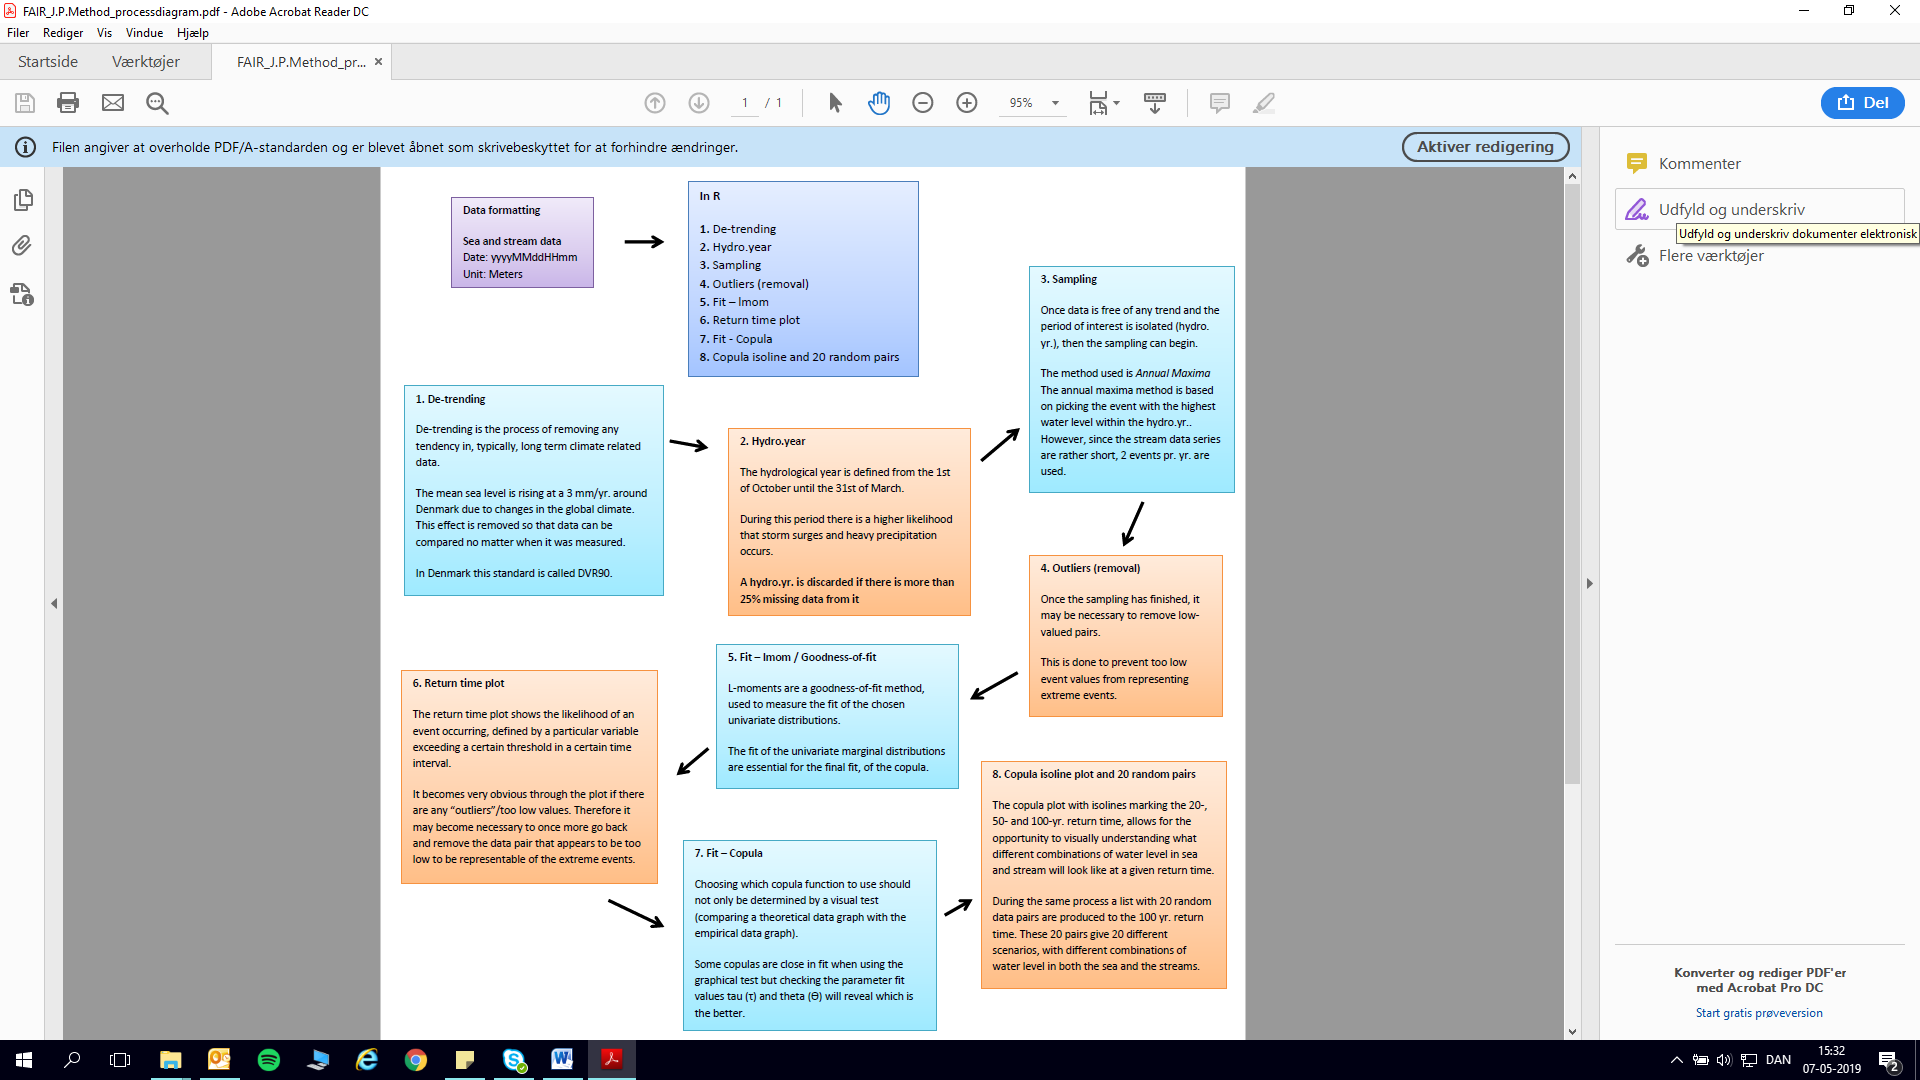 FAIR_J.P.Method_processdiagram.pdf - Adobe Acrobat Reader DC
Filer Rediger Vis Vindue Hjælp
Startside Værktøjer FAIR_J.P.Method_pr... ×
1 / 1 95% Del
Filen angiver at overholde PDF/A-standarden og er blevet åbnet som skrivebeskyttet for at forhindre ændringer. Aktiver redigering
Kommenter
Udfyld og underskriv
Udfyld og underskriv dokumenter elektronisk
Flere værktøjer
Data formatting
Sea and stream data
Date: yyyyMMddHHmm
Unit: Meters
In R
1. De-trending
2. Hydro.year
3. Sampling
4. Outliers (removal)
5. Fit – lmom
6. Return time plot
7. Fit - Copula
8. Copula isoline and 20 random pairs
1. De-trending
De-trending is the process of removing any
tendency in, typically, long term climate related
data.
The mean sea level is rising at a 3 mm/yr. around
Denmark due to changes in the global climate.
This effect is removed so that data can be
compared no matter when it was measured.
In Denmark this standard is called DVR90.
2. Hydro.year
The hydrological year is defined from the 1st
of October until the 31st of March.
During this period there is a higher likelihood
that storm surges and heavy precipitation
occurs.
A hydro.yr. is discarded if there is more than
25% missing data from it
3. Sampling
Once data is free of any trend and the
period of interest is isolated (hydro.
yr.), then the sampling can begin.
The method used is Annual Maxima
The annual maxima method is based
on picking the event with the highest
water level within the hydro.yr..
However, since the stream data series
are rather short, 2 events pr. yr. are
used.
4. Outliers (removal)
Once the sampling has finished, it
may be necessary to remove low-
valued pairs.
This is done to prevent too low
event values from representing
extreme events.
5. Fit – lmom / Goodness-of-fit
L-moments are a goodness-of-fit method,
used to measure the fit of the chosen
univariate distributions.
The fit of the univariate marginal distributions
are essential for the final fit, of the copula.
6. Return time plot
The return time plot shows the likelihood of an
event occurring, defined by a particular variable
exceeding a certain threshold in a certain time
interval.
It becomes very obvious through the plot if there
are any “outliers”/too low values. Therefore it
may become necessary to once more go back
and remove the data pair that appears to be too
low to be representable of the extreme events.
7. Fit – Copula
Choosing which copula function to use should
not only be determined by a visual test
(comparing a theoretical data graph with the
empirical data graph).
Some copulas are close in fit when using the
graphical test but checking the parameter fit
values tau (τ) and theta (Θ) will reveal which is
the better.
8. Copula isoline plot and 20 random pairs
The copula plot with isolines marking the 20-,
50- and 100-yr. return time, allows for the
opportunity to visually understanding what
different combinations of water level in sea
and stream will look like at a given return time.
During the same process a list with 20 random
data pairs are produced to the 100 yr. return
time. These 20 pairs give 20 different
scenarios, with different combinations of
water level in both the sea and the streams.
Konverter og rediger PDF'er
med Acrobat Pro DC
Start gratis prøveversion
DAN
15:32
07-05-2019
2